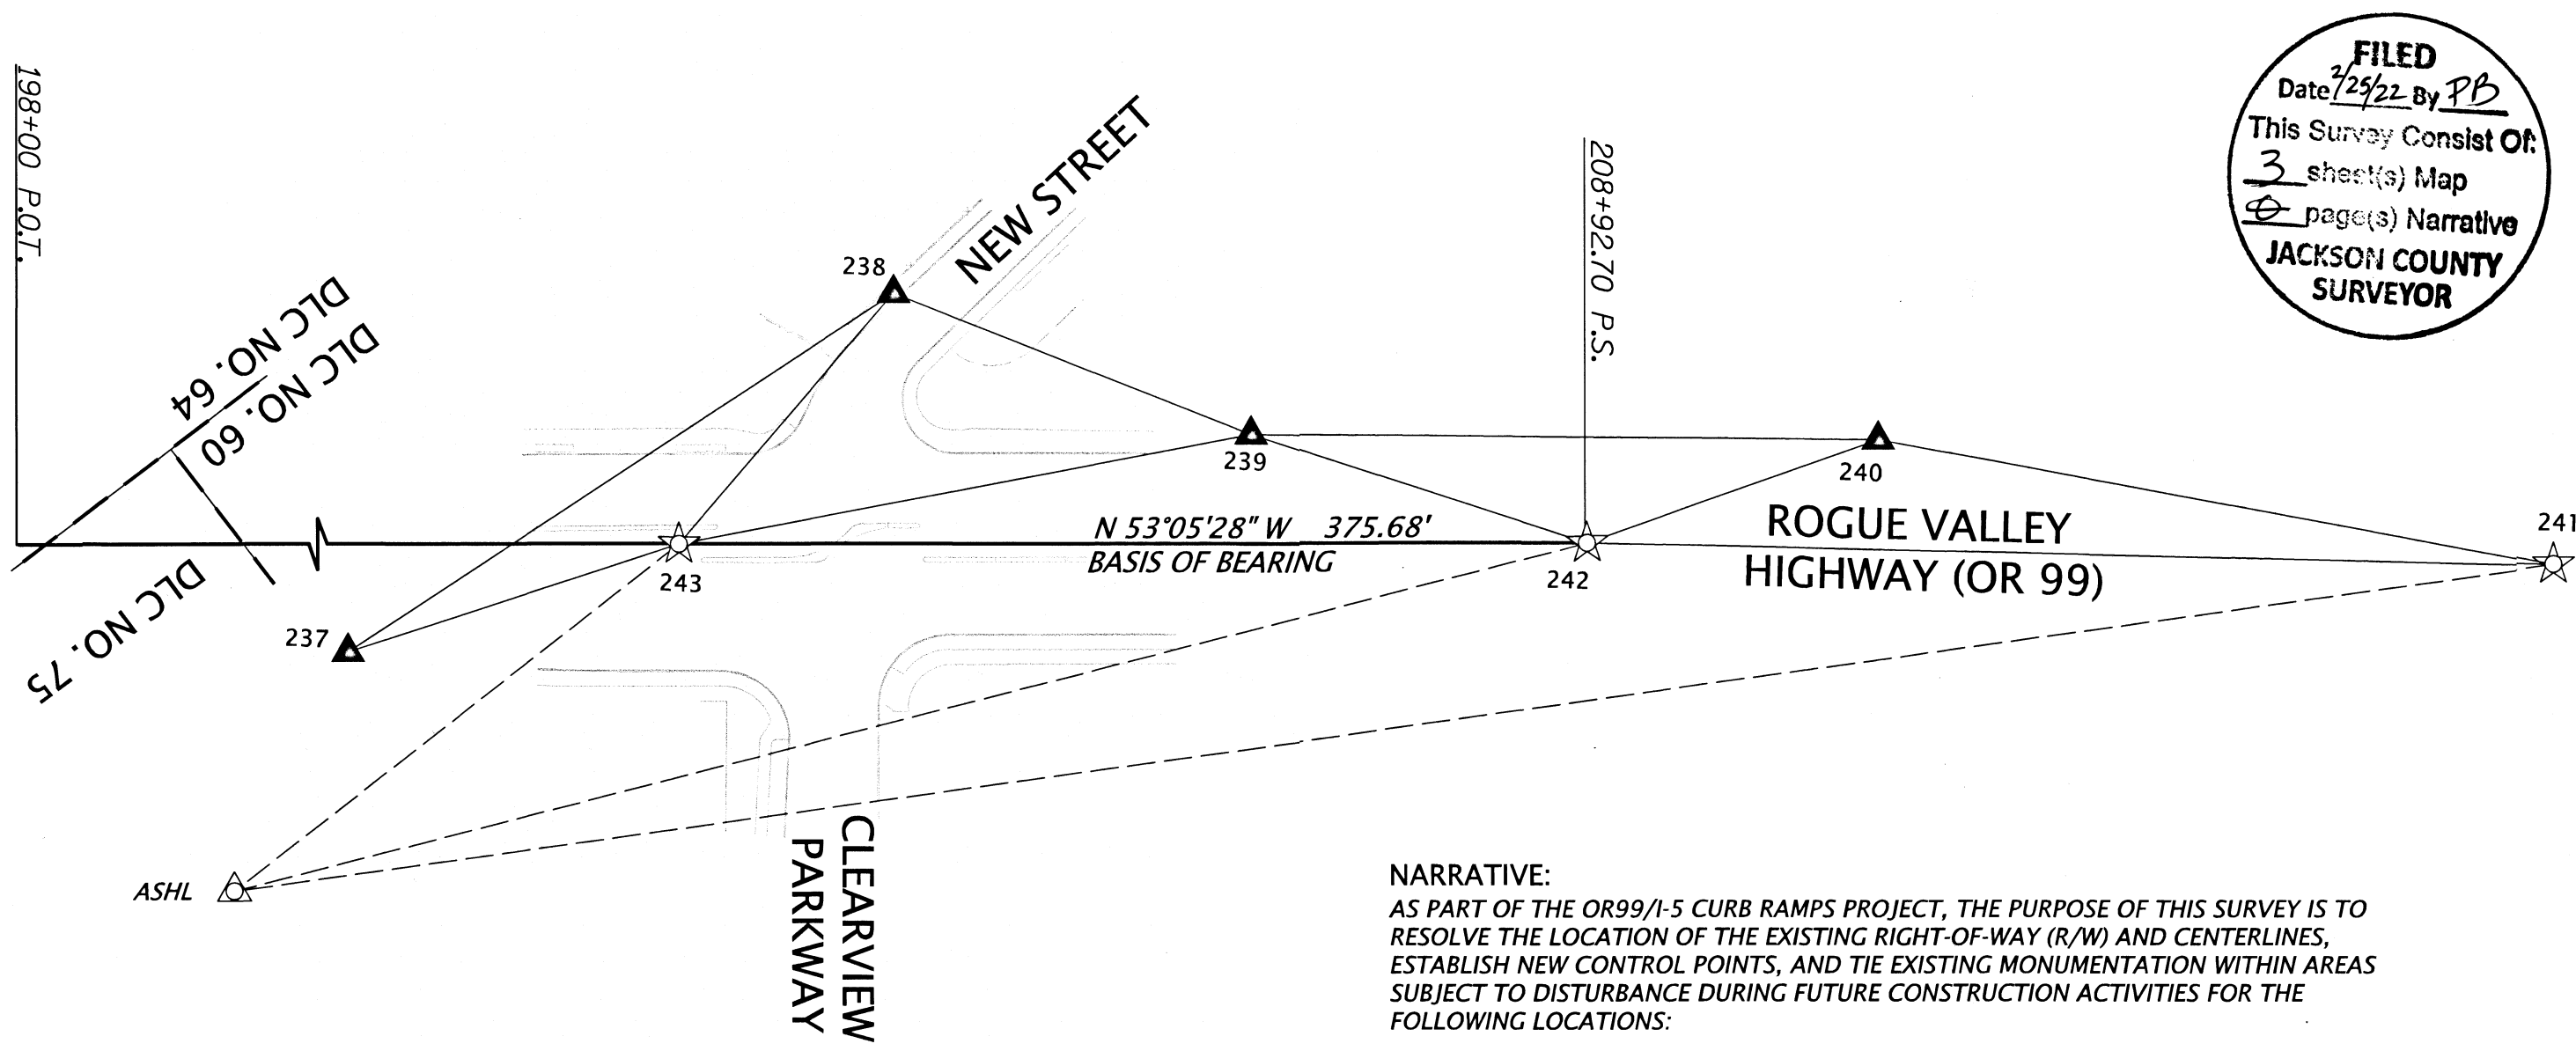 198+00 P.O.T.
DLC NO. 64
DLC NO. 60
DLC NO. 75
238
NEW STREET
208+92.70 P.S.
FILED
Date 2/25/22 By PB
This Survey Consist Of:
3 sheet(s) Map
0 page(s) Narrative
JACKSON COUNTY
SURVEYOR
239
240
N 53°05'28" W 375.68'
BASIS OF BEARING
ROGUE VALLEY
HIGHWAY (OR 99)
241
243
242
237
ASHL
CLEARVIEW
PARKWAY
NARRATIVE:
AS PART OF THE OR99/I-5 CURB RAMPS PROJECT, THE PURPOSE OF THIS SURVEY IS TO
RESOLVE THE LOCATION OF THE EXISTING RIGHT-OF-WAY (R/W) AND CENTERLINES,
ESTABLISH NEW CONTROL POINTS, AND TIE EXISTING MONUMENTATION WITHIN AREAS
SUBJECT TO DISTURBANCE DURING FUTURE CONSTRUCTION ACTIVITIES FOR THE
FOLLOWING LOCATIONS: